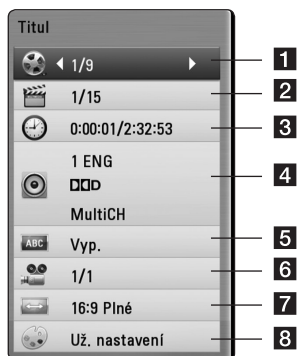 Titul
1/9 1
1/15 2
0:00:01/2:32:53 3
1 ENG
DD D 4
MultiCH
ABC Vyp. 5
1/1 6
16:9 Plné 7
Už. nastavení 8